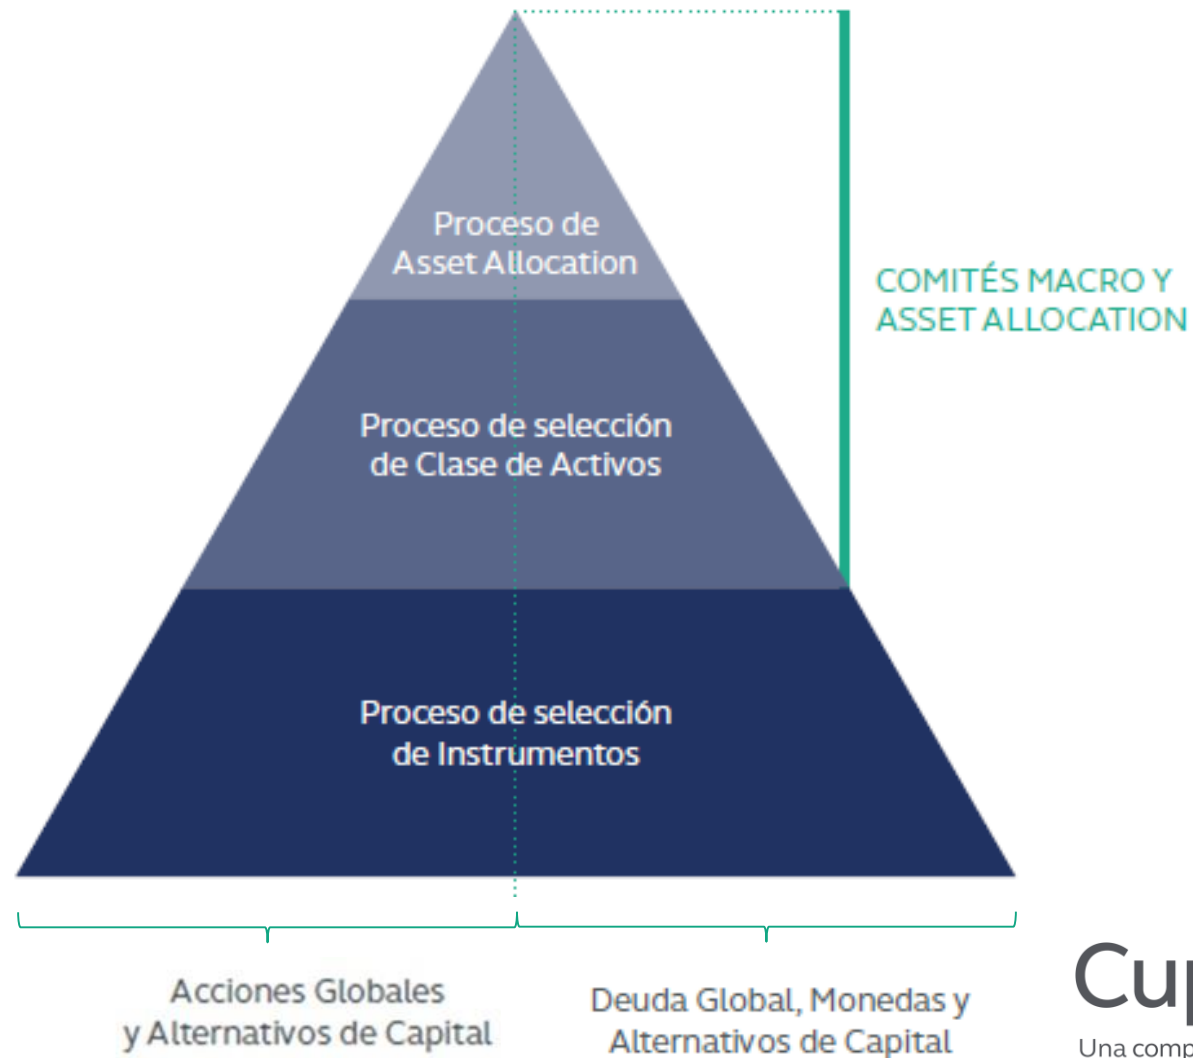 Proceso de
Asset Allocation
COMITÉS MACRO Y
ASSET ALLOCATION
Proceso de selección
de Clase de Activos
Proceso de selección
de Instrumentos
Acciones Globales
y Alternativos de Capital
Deuda Global, Monedas y
Alternativos de Capital
Una